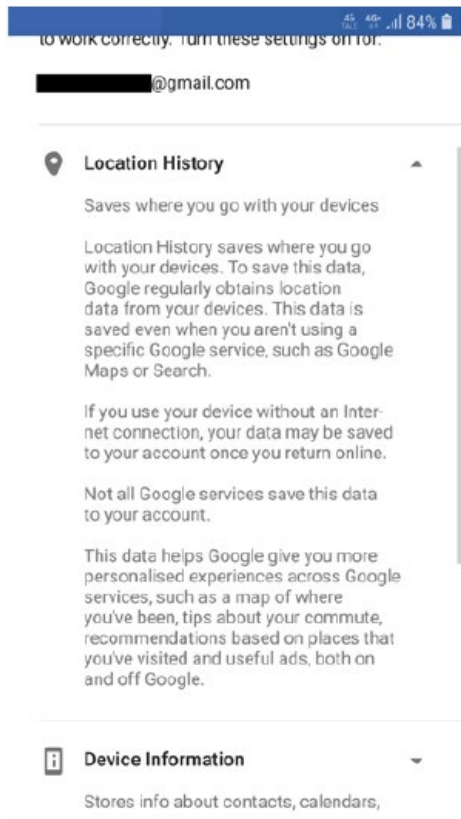 84%
to work correctly. Turn these settings on for:
@gmail.com
Location History
Saves where you go with your devices
Location History saves where you go
with your devices. To save this data,
Google regularly obtains location
data from your devices. This data is
saved even when you aren't using a
specific Google service, such as Google
Maps or Search.
If you use your device without an Inter-
net connection, your data may be saved
to your account once you return online.
Not all Google services save this data
to your account.
This data helps Google give you more
personalised experiences across Google
services, such as a map of where
you've been, tips about your commute,
recommendations based on places that
you've visited and useful ads, both on
and off Google.
Device Information
Stores info about contacts, calendars,